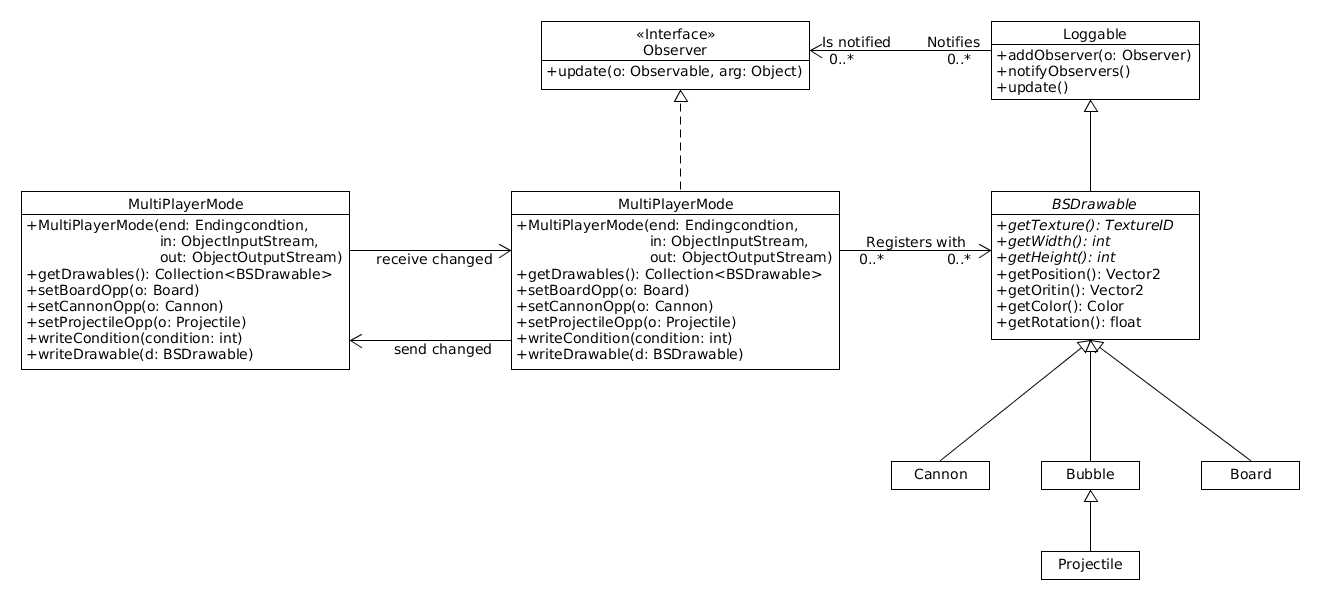 «Interface»
Observer
+update(o: Observable, arg: Object)
Is notified
0..*
Notifies
0..*
Loggable
+addObserver(o: Observer)
+notifyObservers()
+update()
MultiPlayerMode
+MultiPlayerMode(end: Endingcondtion,
in: ObjectInputStream,
out: ObjectOutputStream)
+getDrawables(): Collection<BSDrawable>
+setBoardOpp(o: Board)
+setCannonOpp(o: Cannon)
+setProjectileOpp(o: Projectile)
+writeCondition(condition: int)
+writeDrawable(d: BSDrawable)
receive changed
send changed
MultiPlayerMode
+MultiPlayerMode(end: Endingcondtion,
in: ObjectInputStream,
out: ObjectOutputStream)
+getDrawables(): Collection<BSDrawable>
+setBoardOpp(o: Board)
+setCannonOpp(o: Cannon)
+setProjectileOpp(o: Projectile)
+writeCondition(condition: int)
+writeDrawable(d: BSDrawable)
Registers with
0..*
0..*
BSDrawable
+getTexture(): TextureID
+getWidth(): int
+getHeight(): int
+getPosition(): Vector2
+getOritin(): Vector2
+getColor(): Color
+getRotation(): float
Cannon
Bubble
Board
Projectile